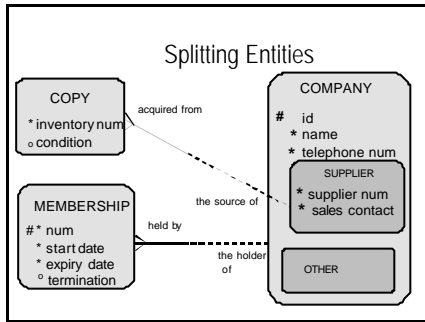 Splitting Entities
COPY
* inventory num
o condition
acquired from
the source of
COMPANY
# id
* name
* telephone num
SUPPLIER
* supplier num
* sales contact
OTHER
MEMBERSHIP
# * num
* start date
* expiry date
o termination
held by
the holder
of